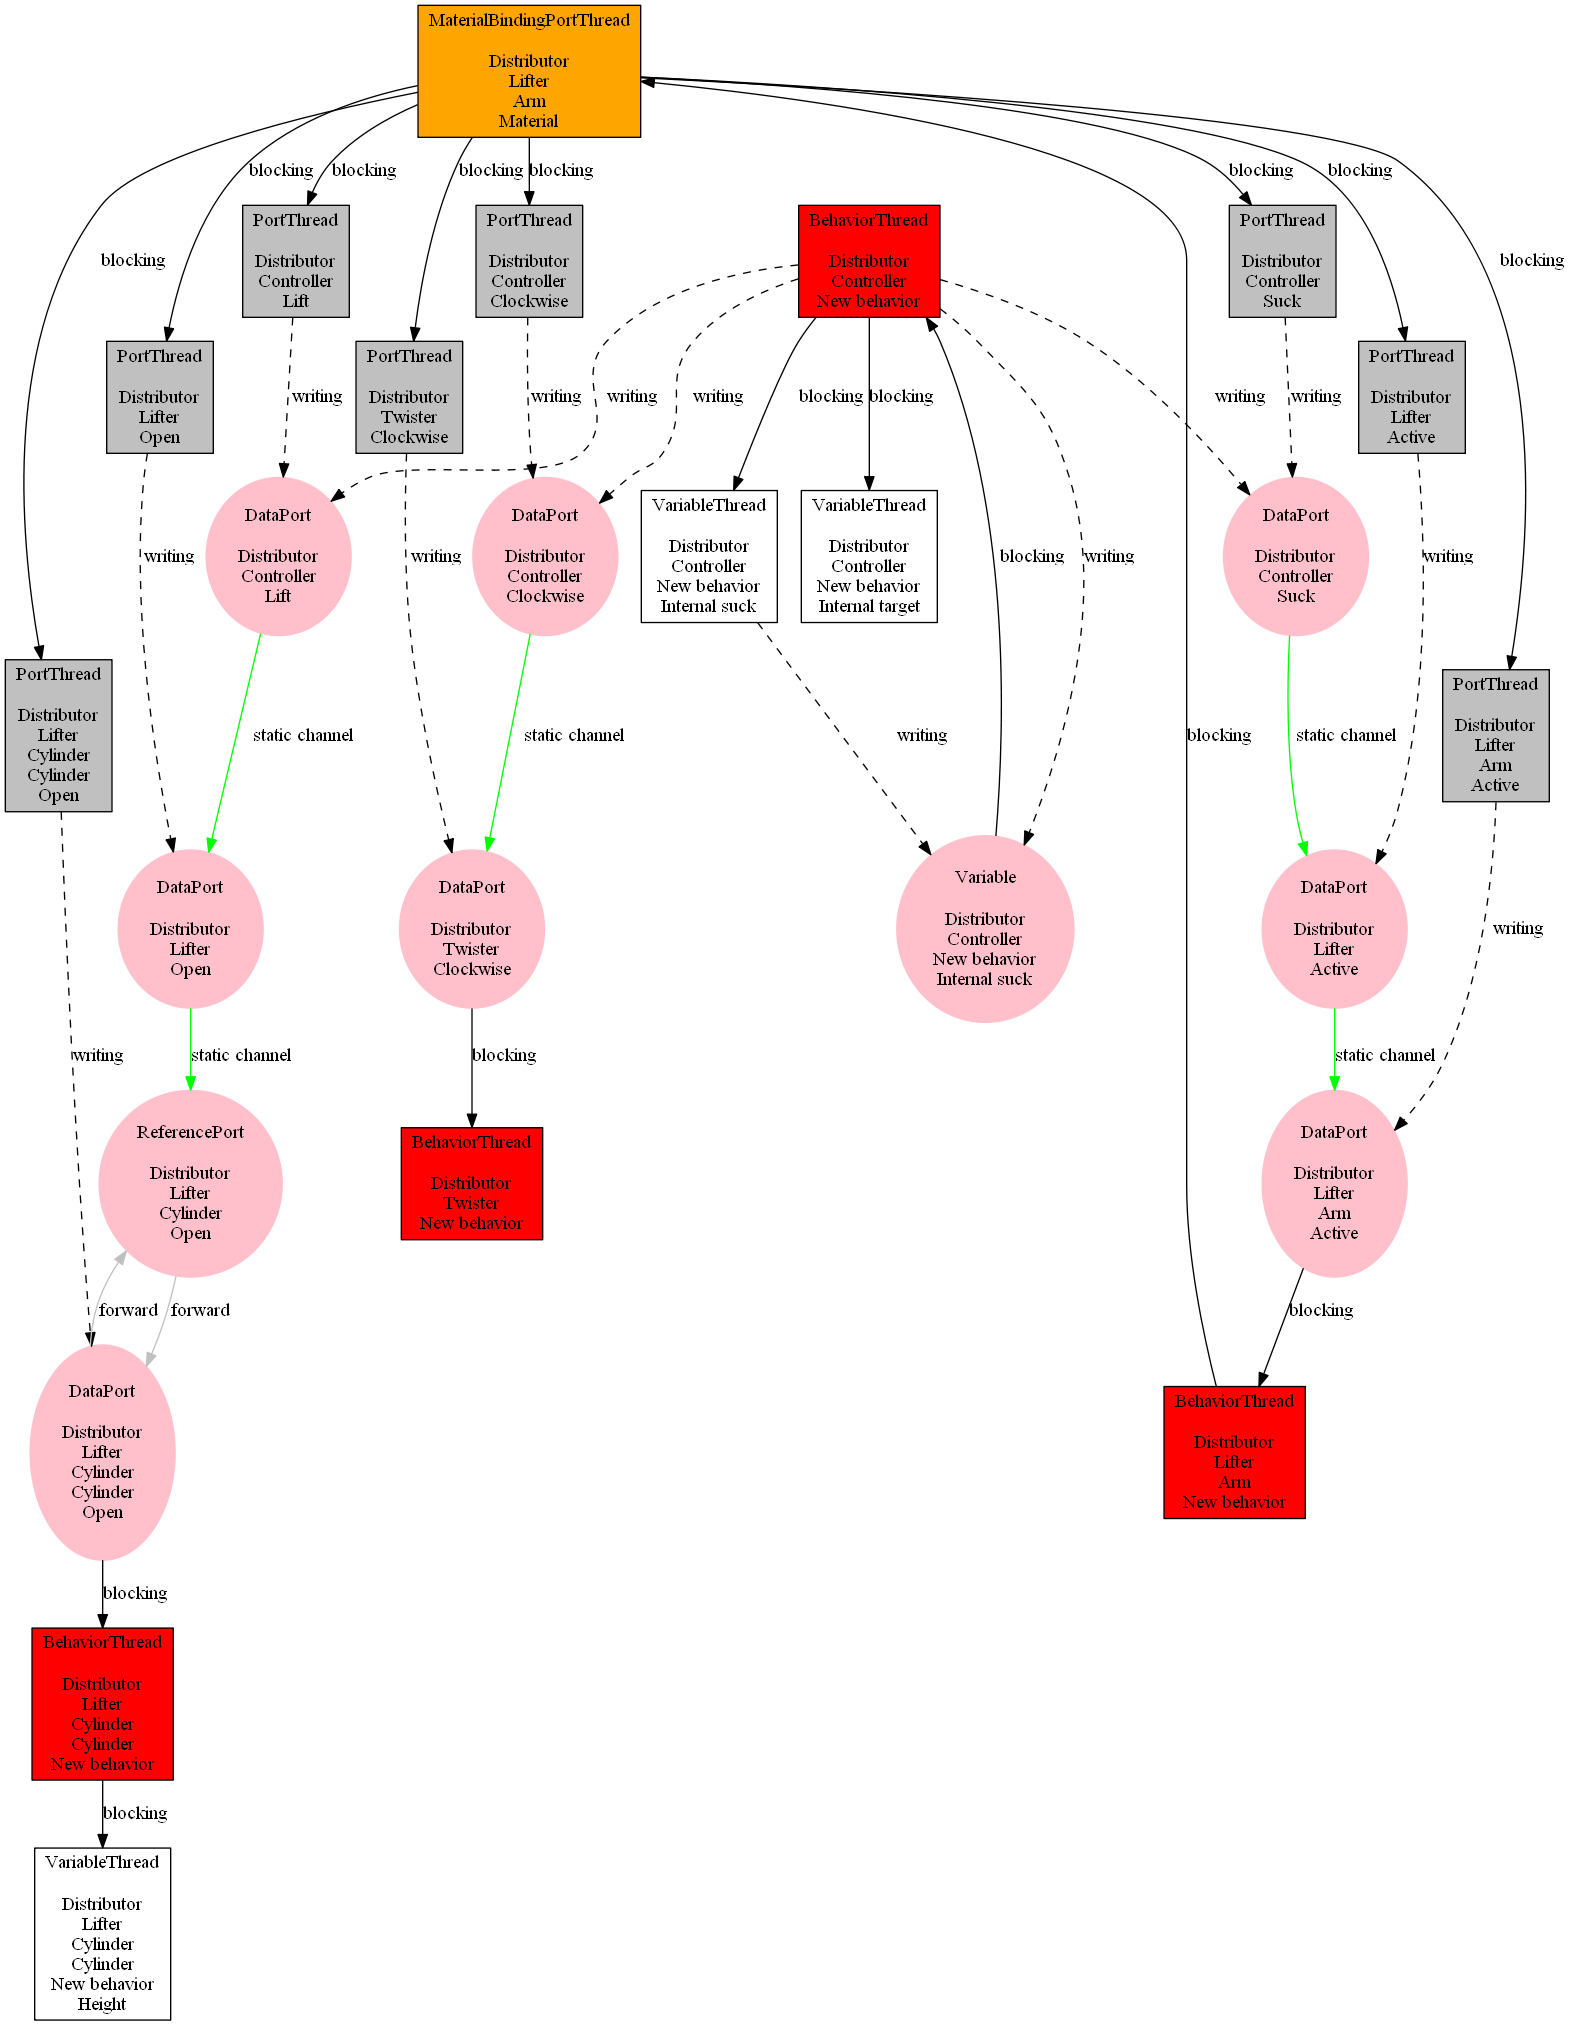 MaterialBindingPortThread
Distributor
Lifter
Arm
Material
blocking
blocking
blocking
blocking
blocking
blocking
blocking
blocking
PortThread
Distributor
Controller
Lift
PortThread
Distributor
Controller
Clockwise
BehaviorThread
Distributor
Controller
New behavior
PortThread
Distributor
Controller
Suck
PortThread
Distributor
Lifter
Open
PortThread
Distributor
Twister
Clockwise
PortThread
Distributor
Lifter
Active
writing
writing
writing
writing
blocking
blocking
writing
writing
DataPort
Distributor
Controller
Lift
DataPort
Distributor
Controller
Clockwise
VariableThread
Distributor
Controller
New behavior
Internal suck
VariableThread
Distributor
Controller
New behavior
Internal target
DataPort
Distributor
Controller
Suck
writing
writing
blocking
writing
writing
PortThread
Distributor
Lifter
Cylinder
Cylinder
Open
PortThread
Distributor
Lifter
Arm
Active
static channel
static channel
writing
blocking
static channel
DataPort
Distributor
Lifter
Open
DataPort
Distributor
Twister
Clockwise
Variable
Distributor
Controller
New behavior
Internal suck
DataPort
Distributor
Lifter
Active
writing
writing
static channel
blocking
static channel
ReferencePort
Distributor
Lifter
Cylinder
Open
BehaviorThread
Distributor
Twister
New behavior
DataPort
Distributor
Lifter
Arm
Active
forward
forward
blocking
DataPort
Distributor
Lifter
Cylinder
Cylinder
Open
BehaviorThread
Distributor
Lifter
Arm
New behavior
blocking
BehaviorThread
Distributor
Lifter
Cylinder
Cylinder
New behavior
blocking
VariableThread
Distributor
Lifter
Cylinder
Cylinder
New behavior
Height